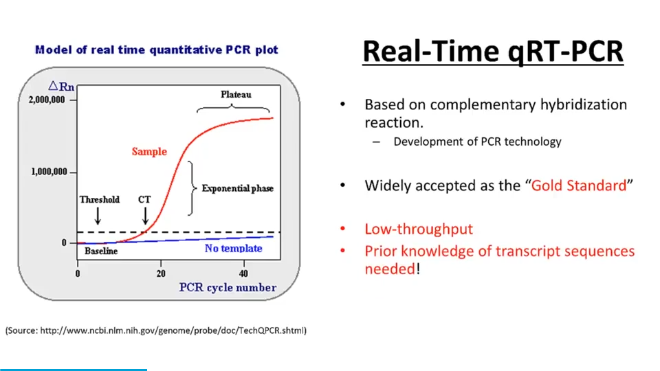 Model of real time quantitative PCR plot
△Rn
2,000,000
1,000,000
0
Plateau
Sample
Exponential phase
Threshold
CT
Baseline
No template
0
20
40
PCR cycle number
(Source: http://www.ncbi.nlm.nih.gov/genome/probe/doc/TechQPCR.shtml)
Real-Time qRT-PCR
• Based on complementary hybridization
reaction.
– Development of PCR technology
• Widely accepted as the “Gold Standard”
• Low-throughput
• Prior knowledge of transcript sequences
needed!